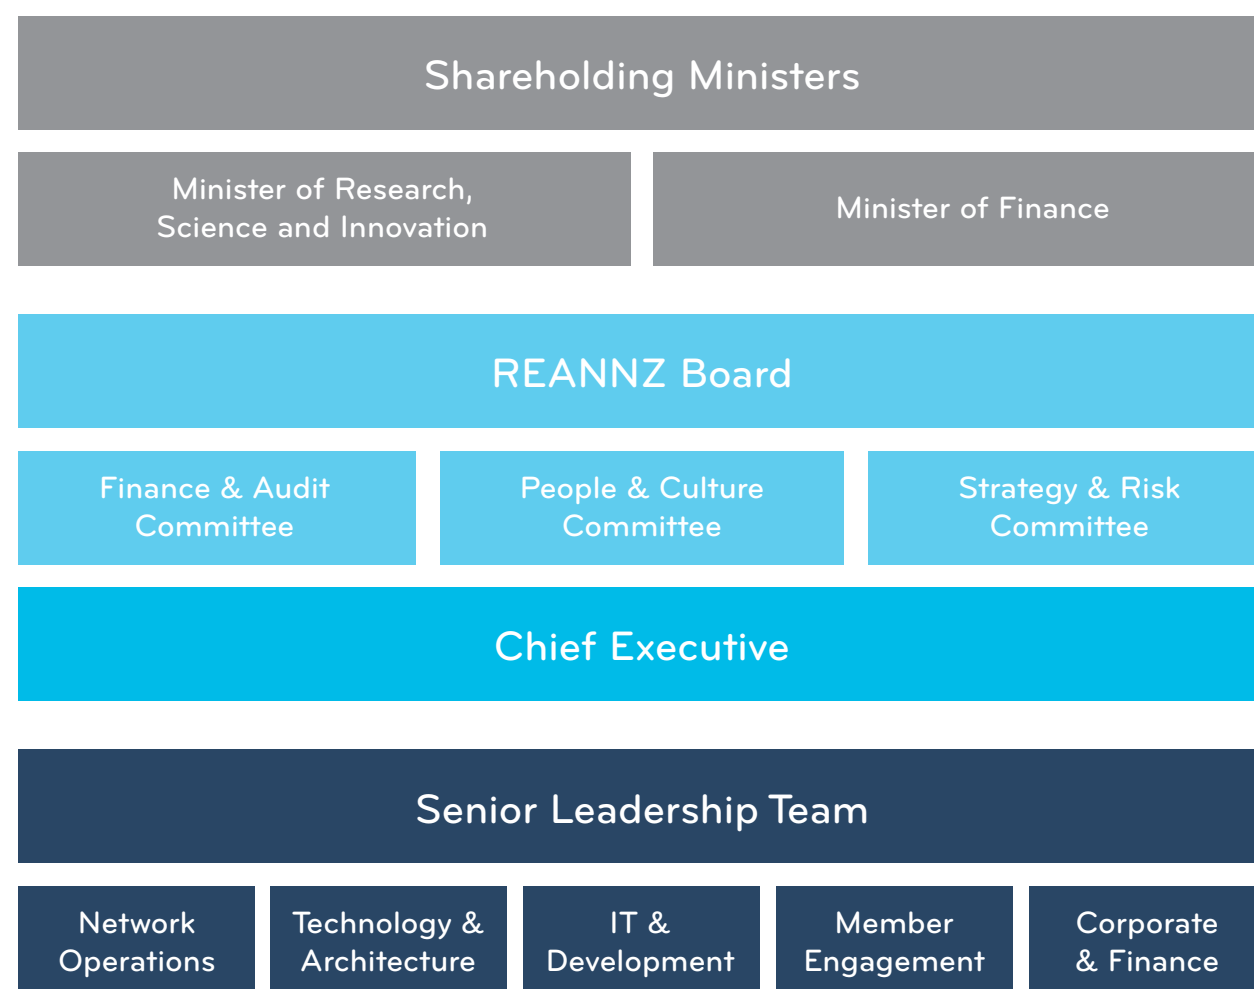 Shareholding Ministers
Minister of Research,
Science and Innovation
Minister of Finance
REANNZ Board
Finance & Audit
Committee
People & Culture
Committee
Strategy & Risk
Committee
Chief Executive
Senior Leadership Team
Network
Operations
Technology &
Architecture
IT &
Development
Member
Engagement
Corporate
& Finance